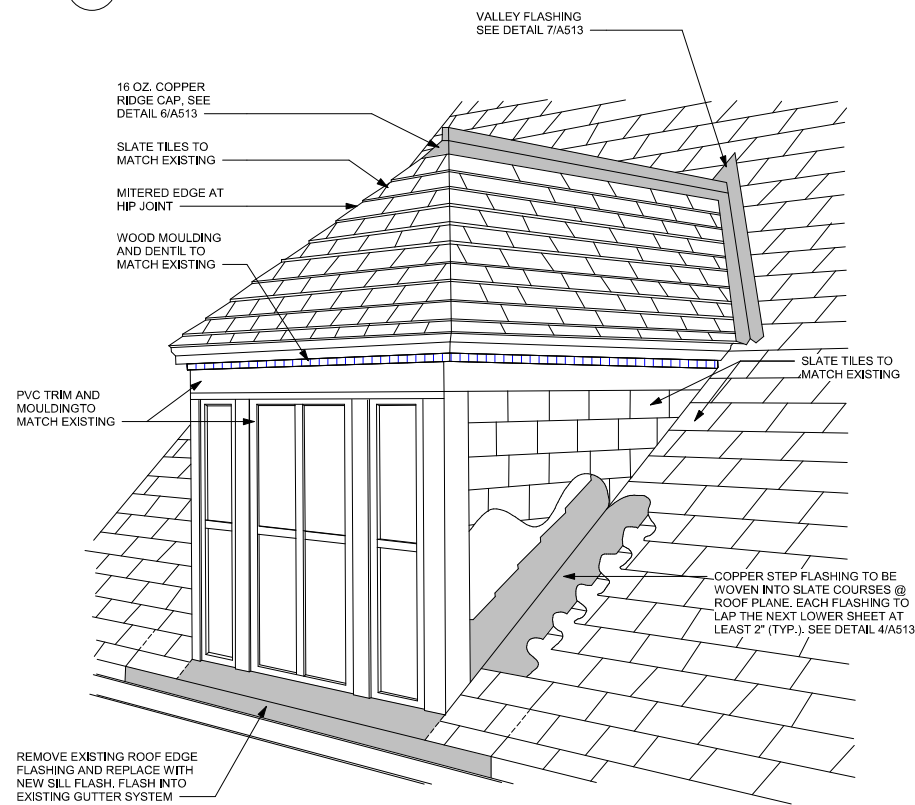 VALLEY FLASHING
SEE DETAIL 7/A513
16 OZ. COPPER
RIDGE CAP, SEE
DETAIL 6/A513
SLATE TILES TO
MATCH EXISTING
MITERED EDGE AT
HIP JOINT
WOOD MOULDING
AND DENTIL TO
MATCH EXISTING
SLATE TILES TO
MATCH EXISTING
PVC TRIM AND
MOULDINGTO
MATCH EXISTING
COPPER STEP FLASHING TO BE
WOVEN INTO SLATE COURSES @
ROOF PLANE. EACH FLASHING TO
LAP THE NEXT LOWER SHEET AT
LEAST 2" (TYP.). SEE DETAIL 4/A513
REMOVE EXISTING ROOF EDGE
FLASHING AND REPLACE WITH
NEW SILL FLASH. FLASH INTO
EXISTING GUTTER SYSTEM